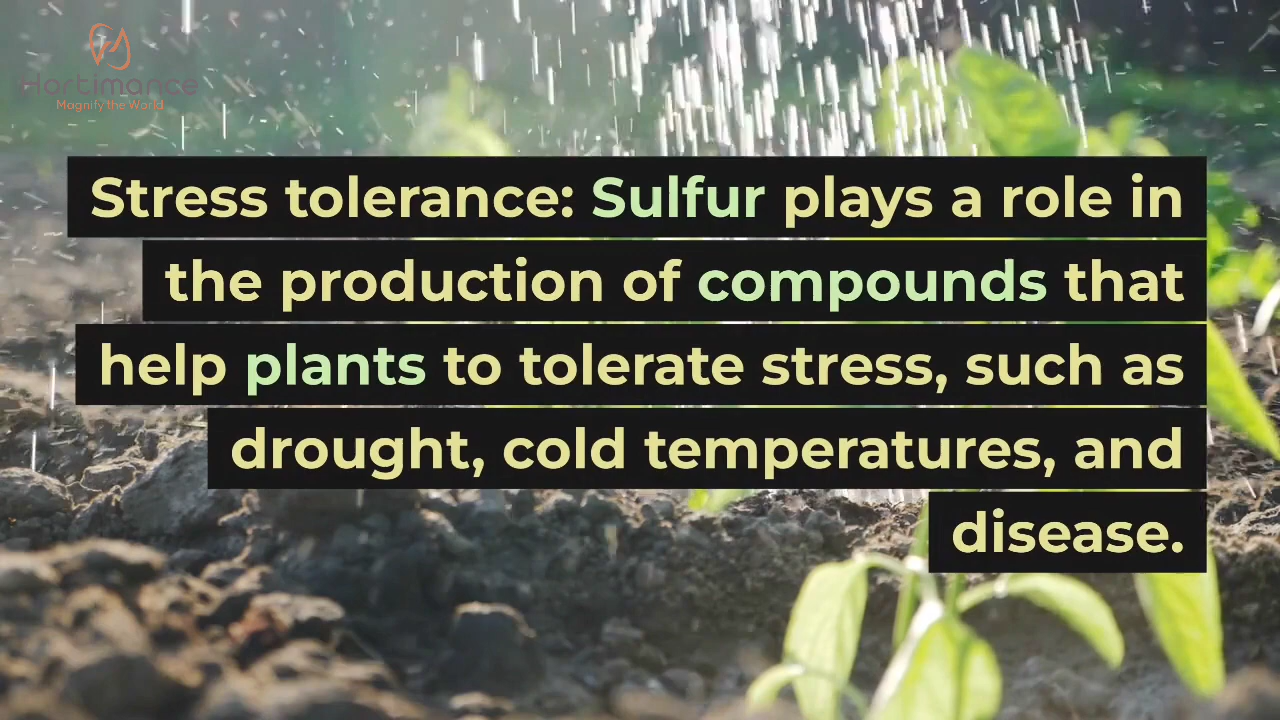 Hortimance
Magnify the World
Stress tolerance: Sulfur plays a role in
the production of compounds that
help plants to tolerate stress, such as
drought, cold temperatures, and
disease.